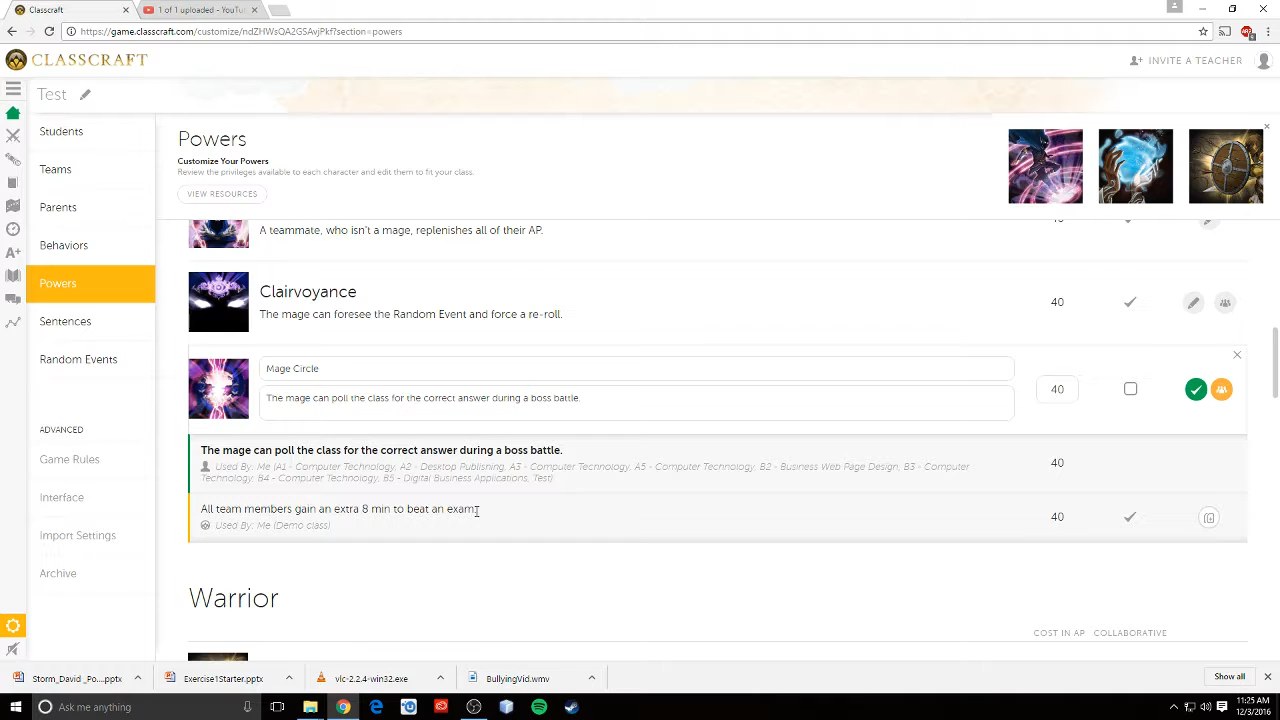 Classcraft
1 of 1 uploaded - YouTu
https://game.classcraft.com/customize/ndZHWsQA2GSAvjPkf?section=powers
CLASSCRAFT
INVITE A TEACHER
Test
Students
Teams
Parents
Behaviors
Powers
Sentences
Random Events
ADVANCED
Game Rules
Interface
Import Settings
Archive
Powers
Customize Your Powers
Review the privileges available to each character and edit them to fit your class.
VIEW RESOURCES
A teammate, who isn't a mage, replenishes all of their AP.
Clairvoyance
The mage can foresee the Random Event and force a re-roll.
40
Mage Circle
The mage can poll the class for the correct answer during a boss battle.
40
The mage can poll the class for the correct answer during a boss battle.
Used By: Me (A1 - Computer Technology, A2 - Desktop Publishing, A3 - Computer Technology, A5 - Computer Technology, B2 - Business Web Page Design, B3 - Computer
Technology, B4 - Computer Technology, B5 - Digital Business Applications, Test)
40
All team members gain an extra 8 min to beat an exam
Used By: Me (Demo class)
40
Warrior
COST IN AP COLLABORATIVE
Storm_David _Po....pptx
Exercise1Starter.pptx
vlc-2.2.4-win32.exe
BullyingVid.wmv
Show all
Ask me anything
11:25 AM
12/3/2016